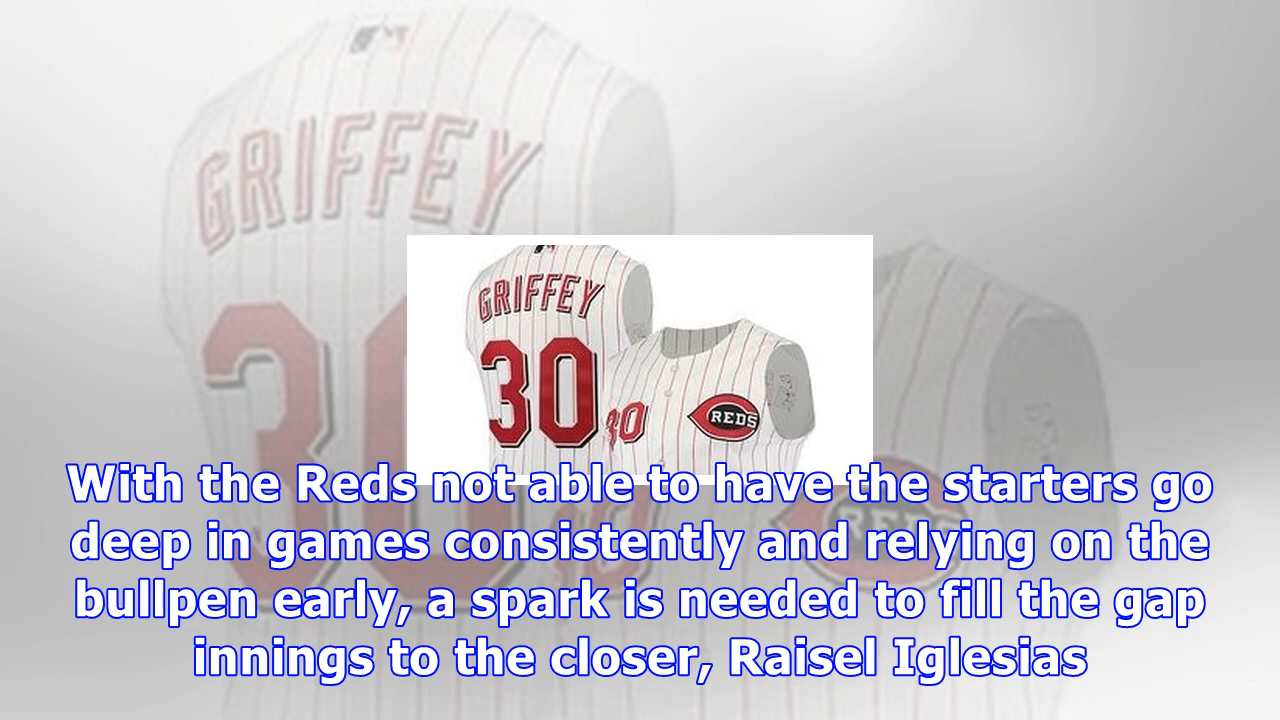 GRIFFEY
30
GRIFFEY
30
30
REDS
REDS
With the Reds not able to have the starters go
deep in games consistently and relying on the
bullpen early, a spark is needed to fill the gap
innings to the closer, Raisel Iglesias